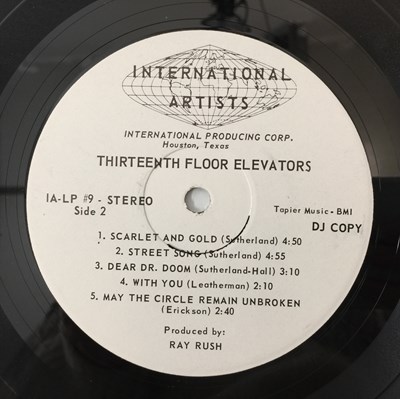 INTERNATIONAL
ARTISTS
INTERNATIONAL PRODUCING CORP.
Houston, Texas
THIRTEENTH FLOOR ELEVATORS
IA-LP #9 - STEREO
Side 2
Tapier Music - BMI
DJ COPY
1. SCARLET AND GOLD (Sutherland) 4:50
2. STREET SONG (Sutherland) 4:55
3. DEAR DR. DOOM (Sutherland-Hall) 3:10
4. WITH YOU (Leatherman) 2:10
5. MAY THE CIRCLE REMAIN UNBROKEN
(Erickson) 2:40
Produced by:
RAY RUSH